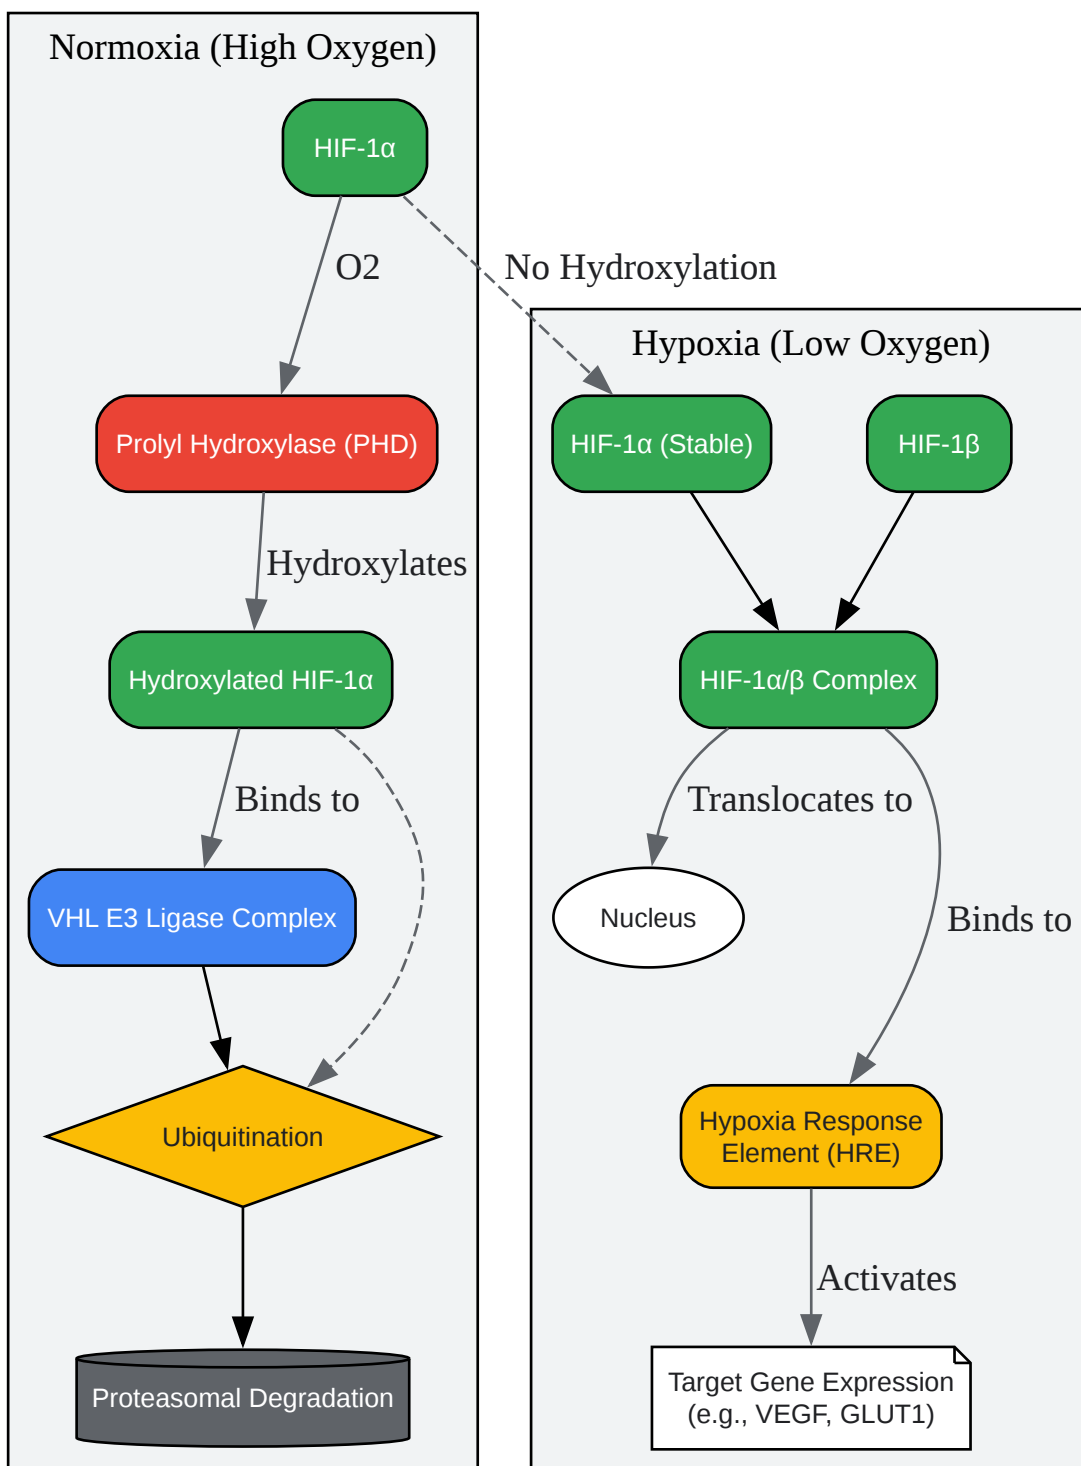 Normoxia (High Oxygen)
HIF-1α
O2
No Hydroxylation
Hypoxia (Low Oxygen)
Prolyl Hydroxylase (PHD)
HIF-1α (Stable)
HIF-1β
Hydroxylates
Hydroxylated HIF-1α
HIF-1α/β Complex
Binds to
Translocates to
VHL E3 Ligase Complex
Nucleus
Binds to
Ubiquitination
Hypoxia Response
Element (HRE)
Activates
Proteasomal Degradation
Target Gene Expression
(e.g., VEGF, GLUT1)